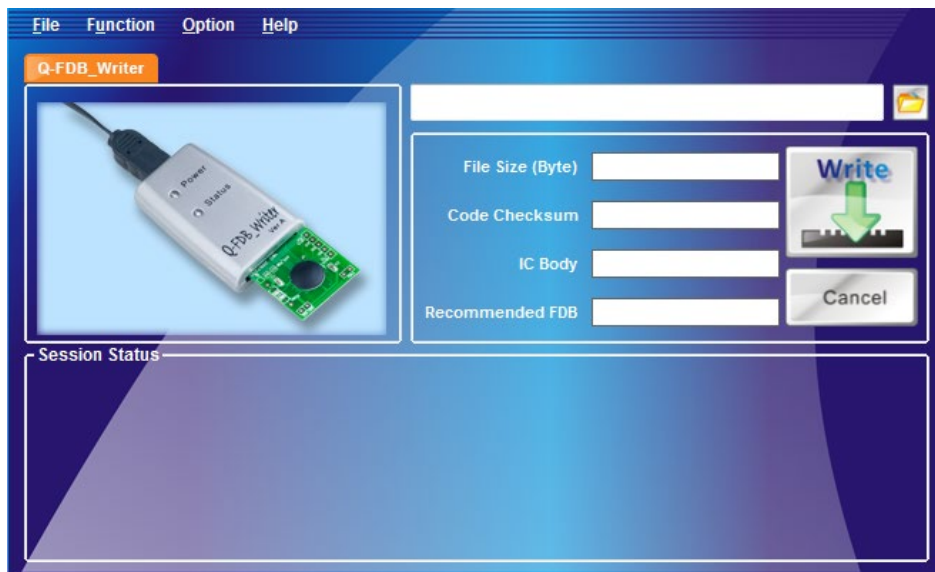 File Function Option Help
Q-FDB_Writer
Power
Status
Q-FDB_Writer
Ver.A
File Size (Byte)
Code Checksum
IC Body
Recommended FDB
Write
Cancel
Session Status